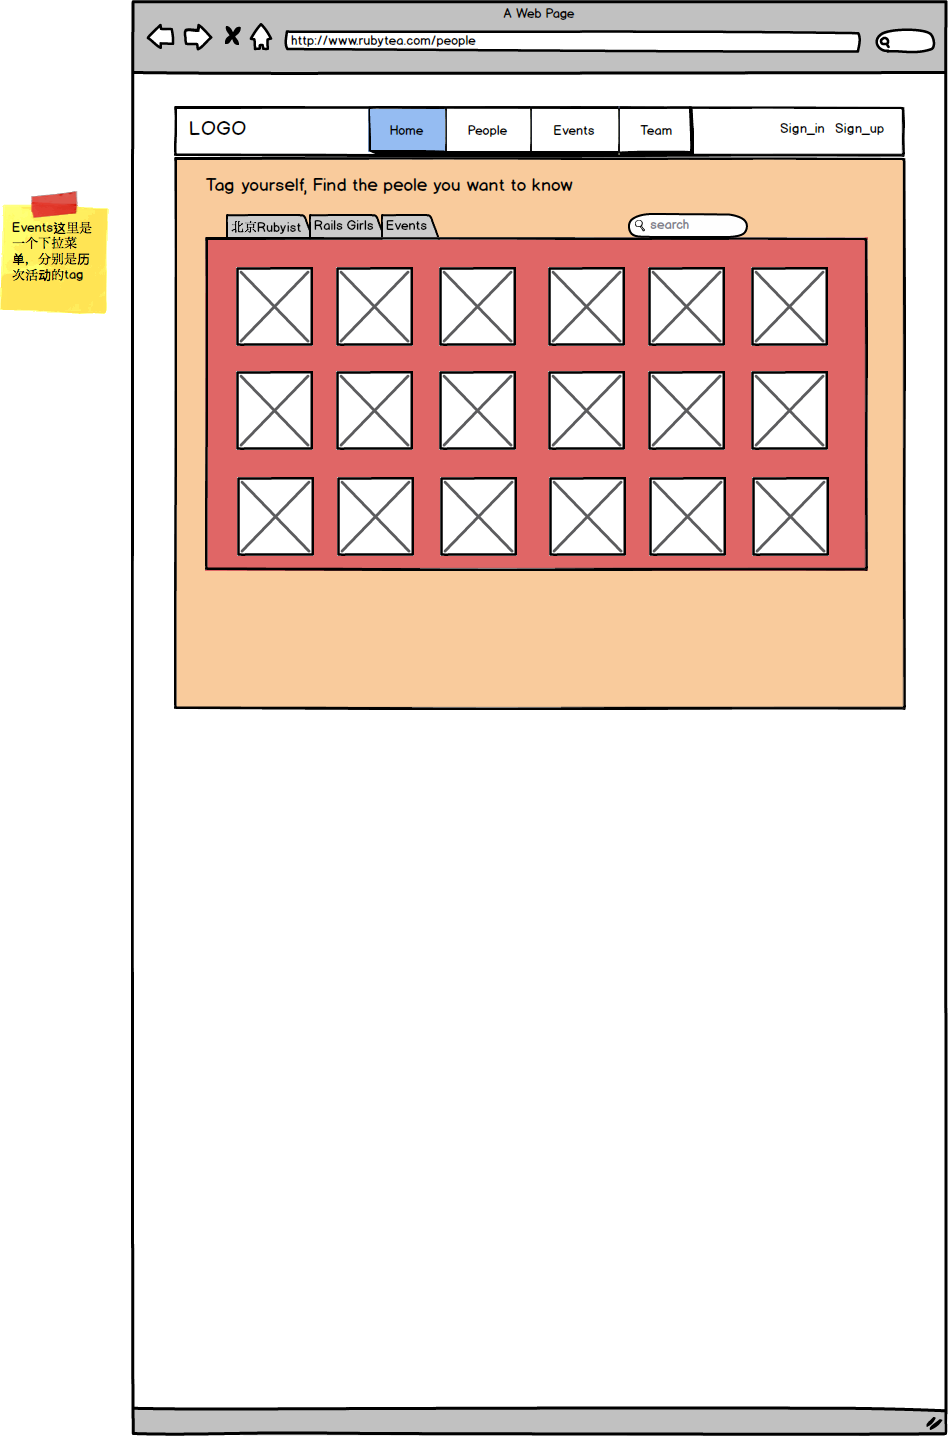 A Web Page
http://www.rubytea.com/people
LOGO
Home
People
Events
Team
Sign_in
Sign_up
Tag yourself, Find the peole you want to know
北京Rubyist
Rails Girls
Events
search
Events这里是
一个下拉菜
单，分别是历
次活动的tag